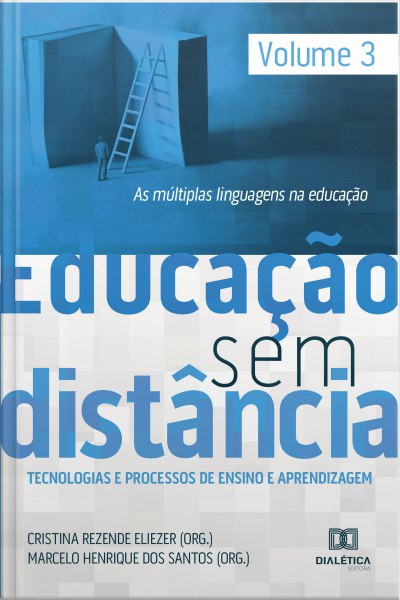 Volume 3
As múltiplas linguagens na educação
Educação
sem
distância
TECNOLOGIAS E PROCESSOS DE ENSINO E APRENDIZAGEM
CRISTINA REZENDE ELIEZER (ORG.)
MARCELO HENRIQUE DOS SANTOS (ORG.)
DIALÉTICA
EDITORA